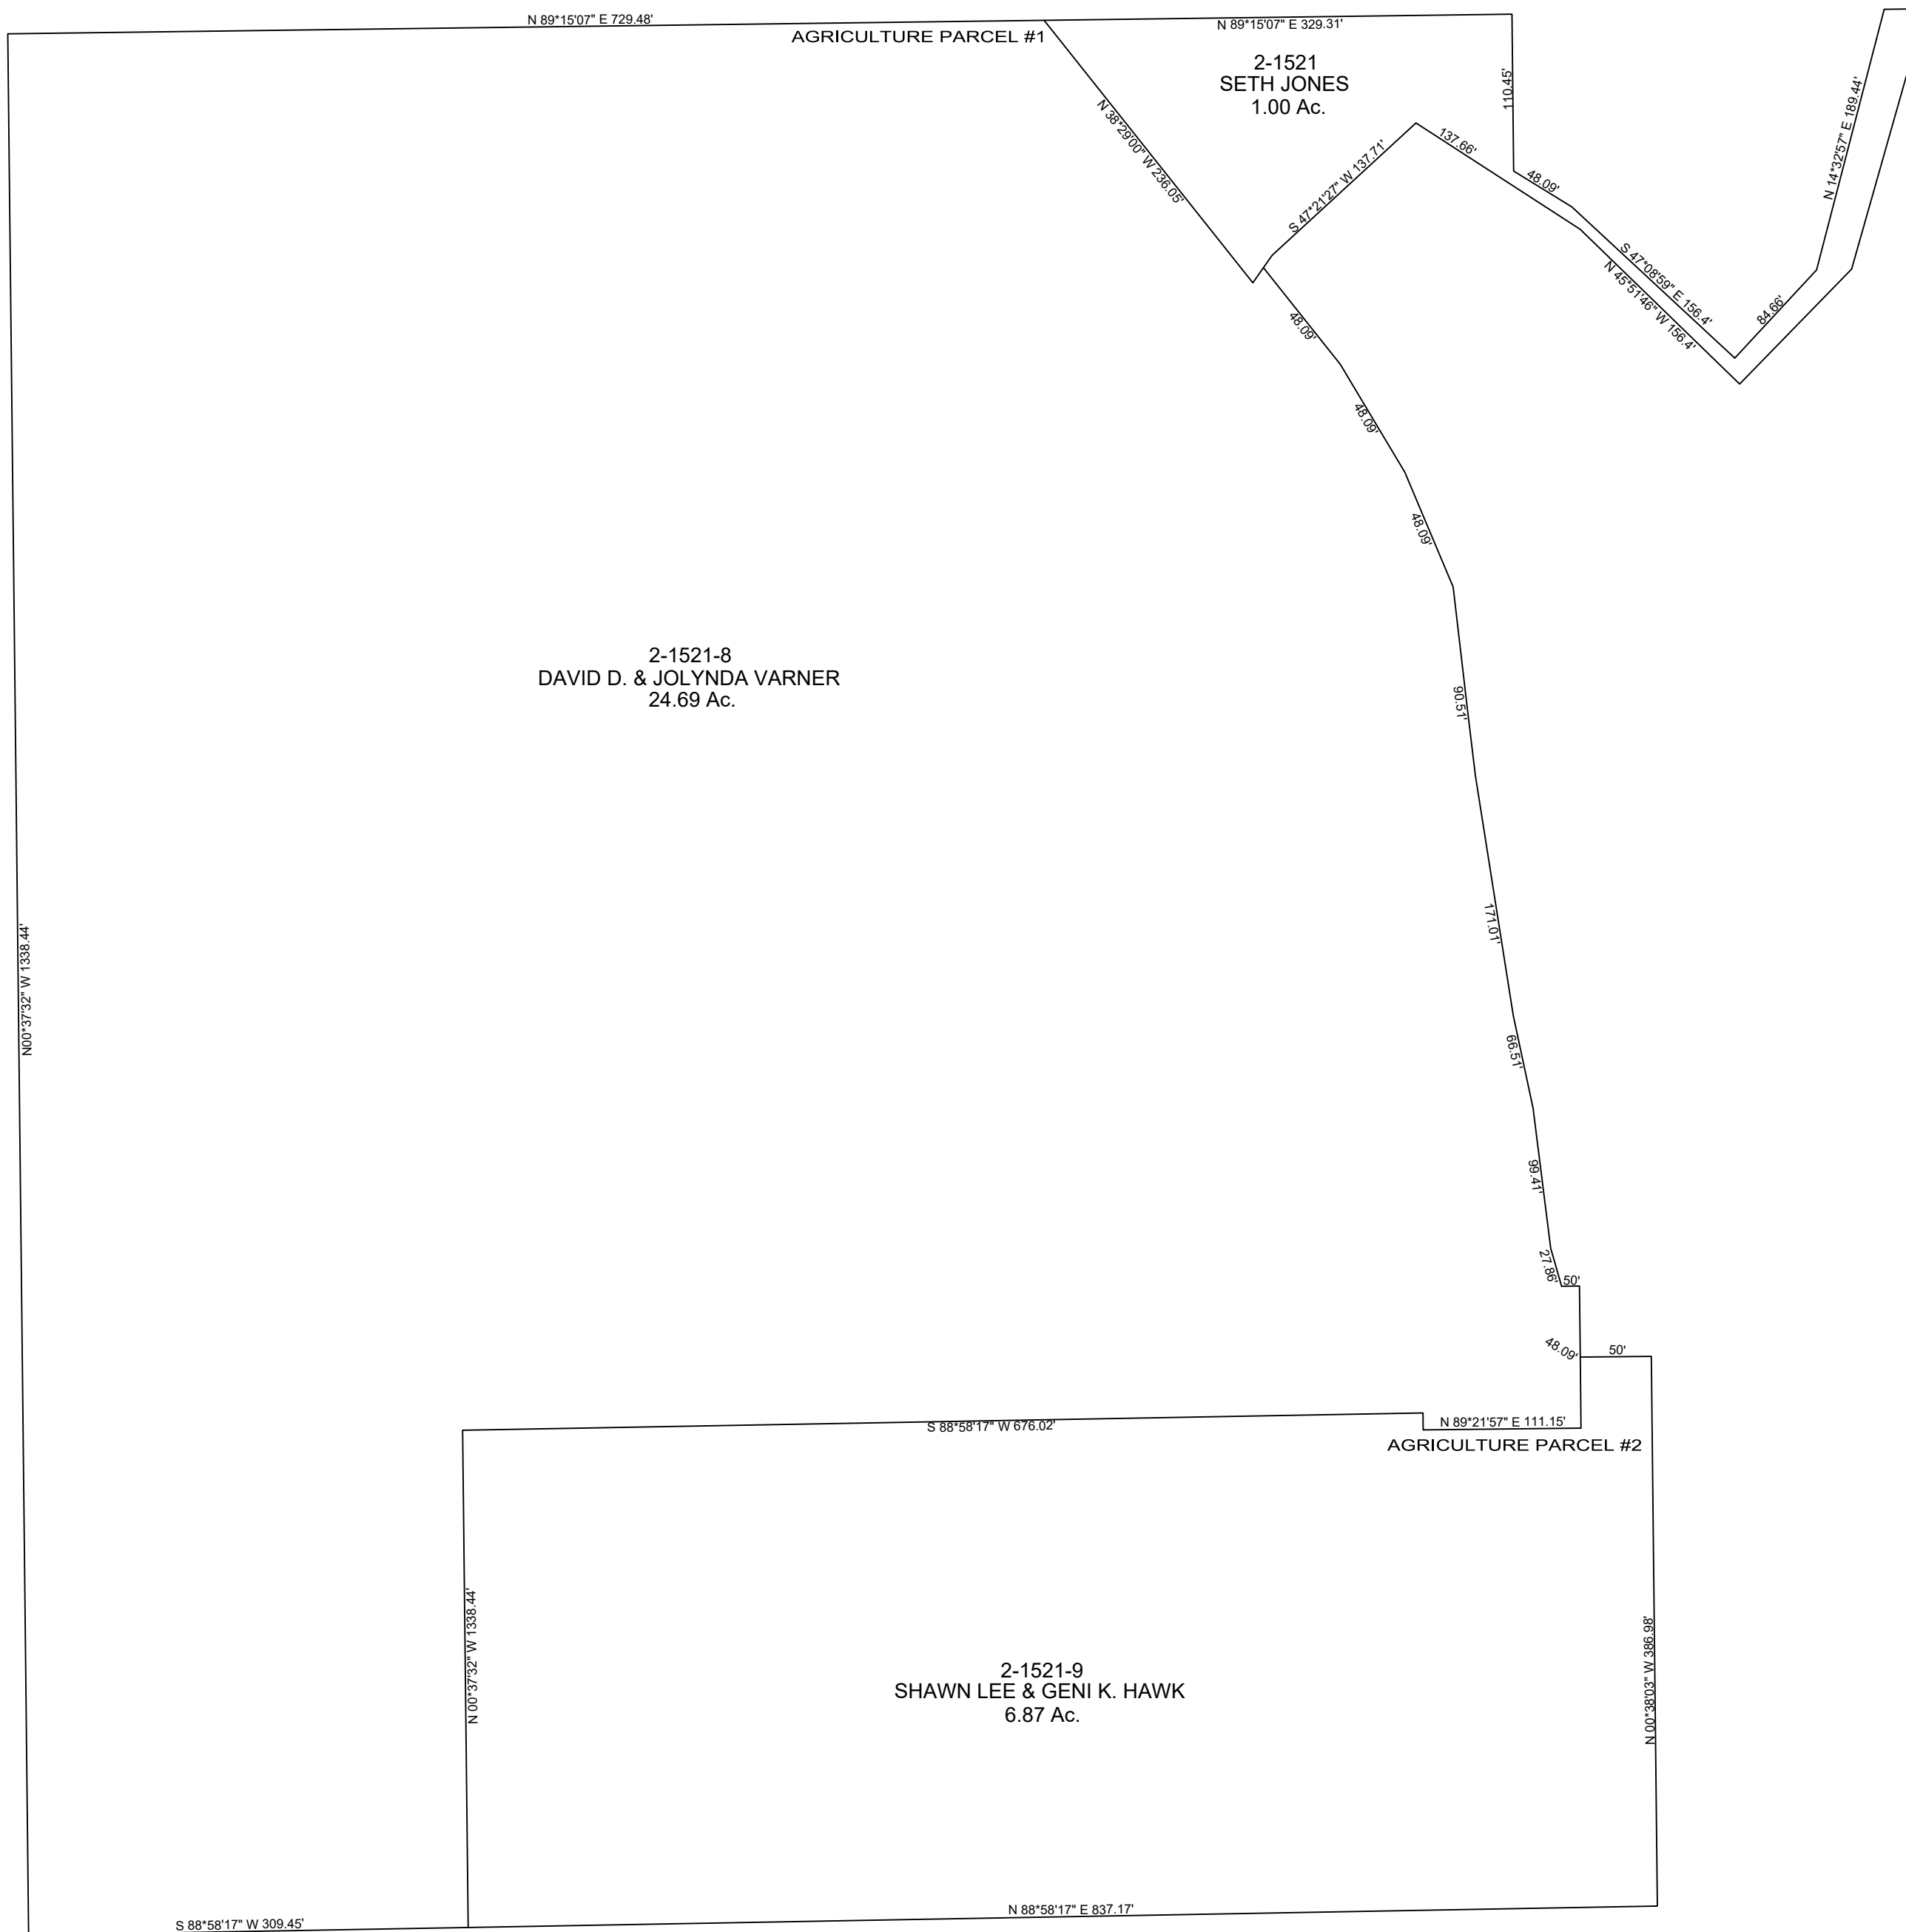 N 89*15'07" E 729.48'
N 89*15'07" E 329.31'
AGRICULTURE PARCEL #1
2-1521
SETH JONES
1.00 Ac.
110.45'
N 14*32'57" E 189.44'
N 38*29'00" W 236.05'
S 47*21'27" W 137.71'
137.66'
48.09'
S 47*08'59" E 156.4'
N 45*51'46" W 156.4'
84.66'
48.09'
48.09'
48.09'
2-1521-8
DAVID D. & JOLYNDA VARNER
24.69 Ac.
90.51'
171.01'
N00*37'32" W 1338.44'
66.51'
99.41'
27.86'
50'
48.09'
50'
S 88*58'17" W 676.02'
N 89*21'57" E 111.15'
AGRICULTURE PARCEL #2
N 00*37'32" W 1338.44'
2-1521-9
SHAWN LEE & GENI K. HAWK
6.87 Ac.
N 00*38'03" W 386.98'
S 88*58'17" W 309.45'
N 88*58'17" E 837.17'